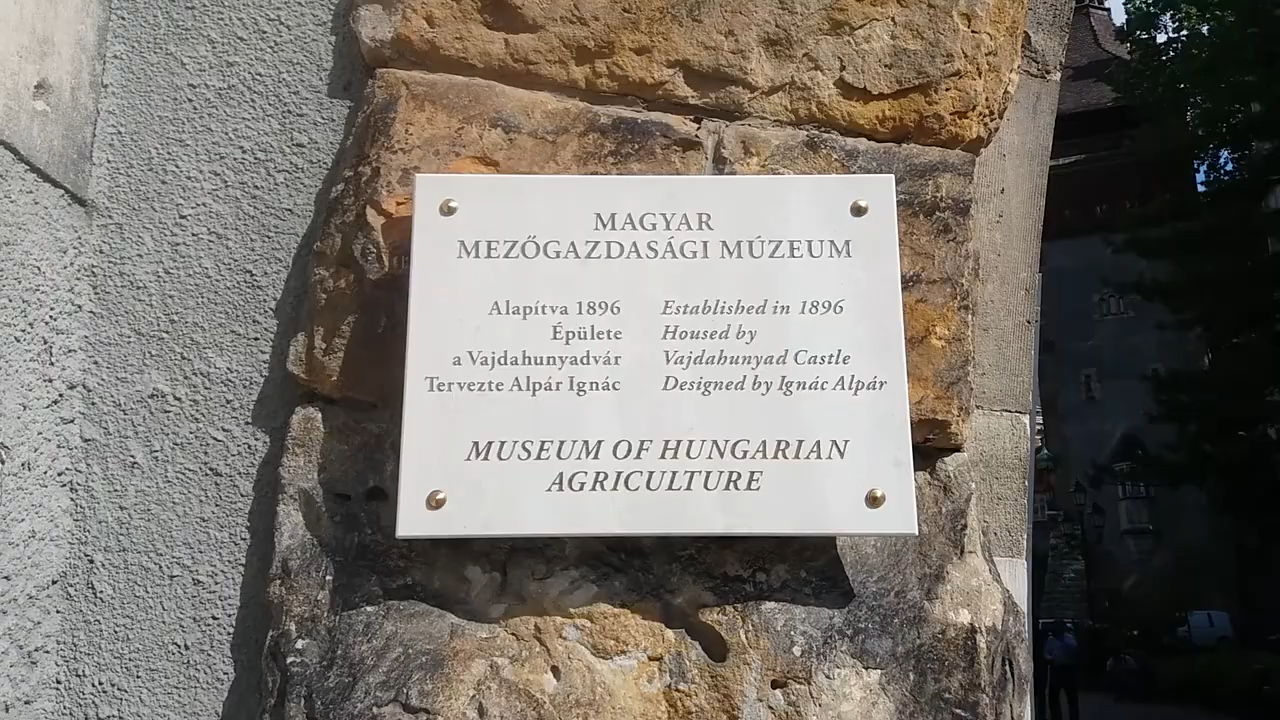 MAGYAR
MEZŐGAZDASÁGI MÚZEUM
Alapítva 1896
Épülete
a Vajdahunyadvár
Tervezte Alpár Ignác
Established in 1896
Housed by
Vajdahunyad Castle
Designed by Ignác Alpár
MUSEUM OF HUNGARIAN
AGRICULTURE